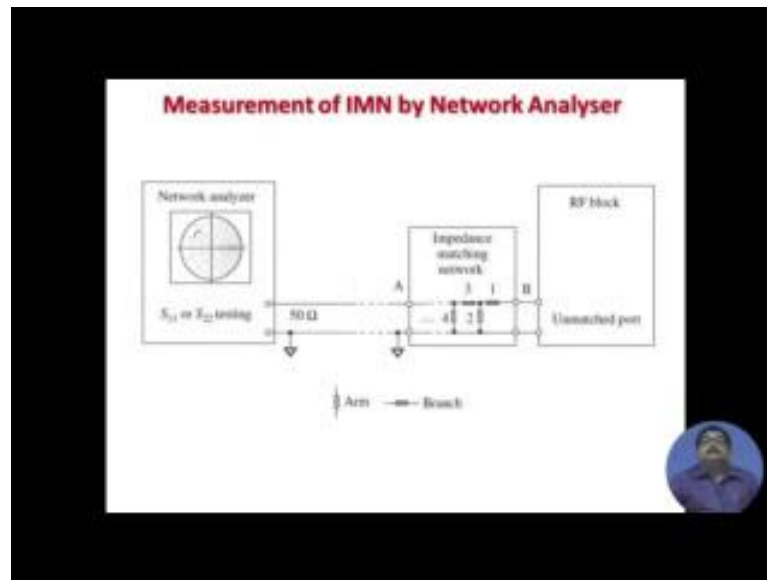 Measurement of IMN by Network Analyser
Network analyzer
RF block
Impedance
matching
network
A
3 1
B
S11 or S22 testing
50 Ω
... 4 2
Unmatched port
Arm
Branch